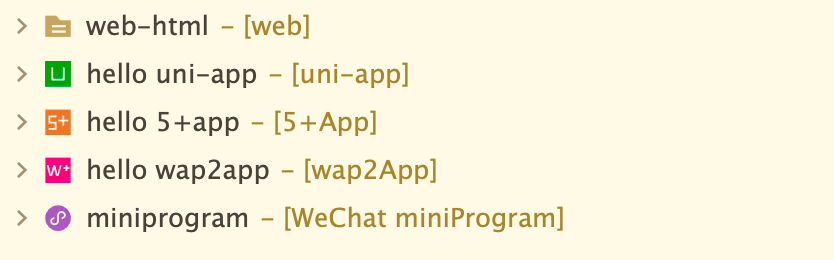 web-html – [web]
hello uni-app – [uni-app]
hello 5+app – [5+App]
hello wap2app – [wap2App]
miniprogram – [WeChat miniProgram]